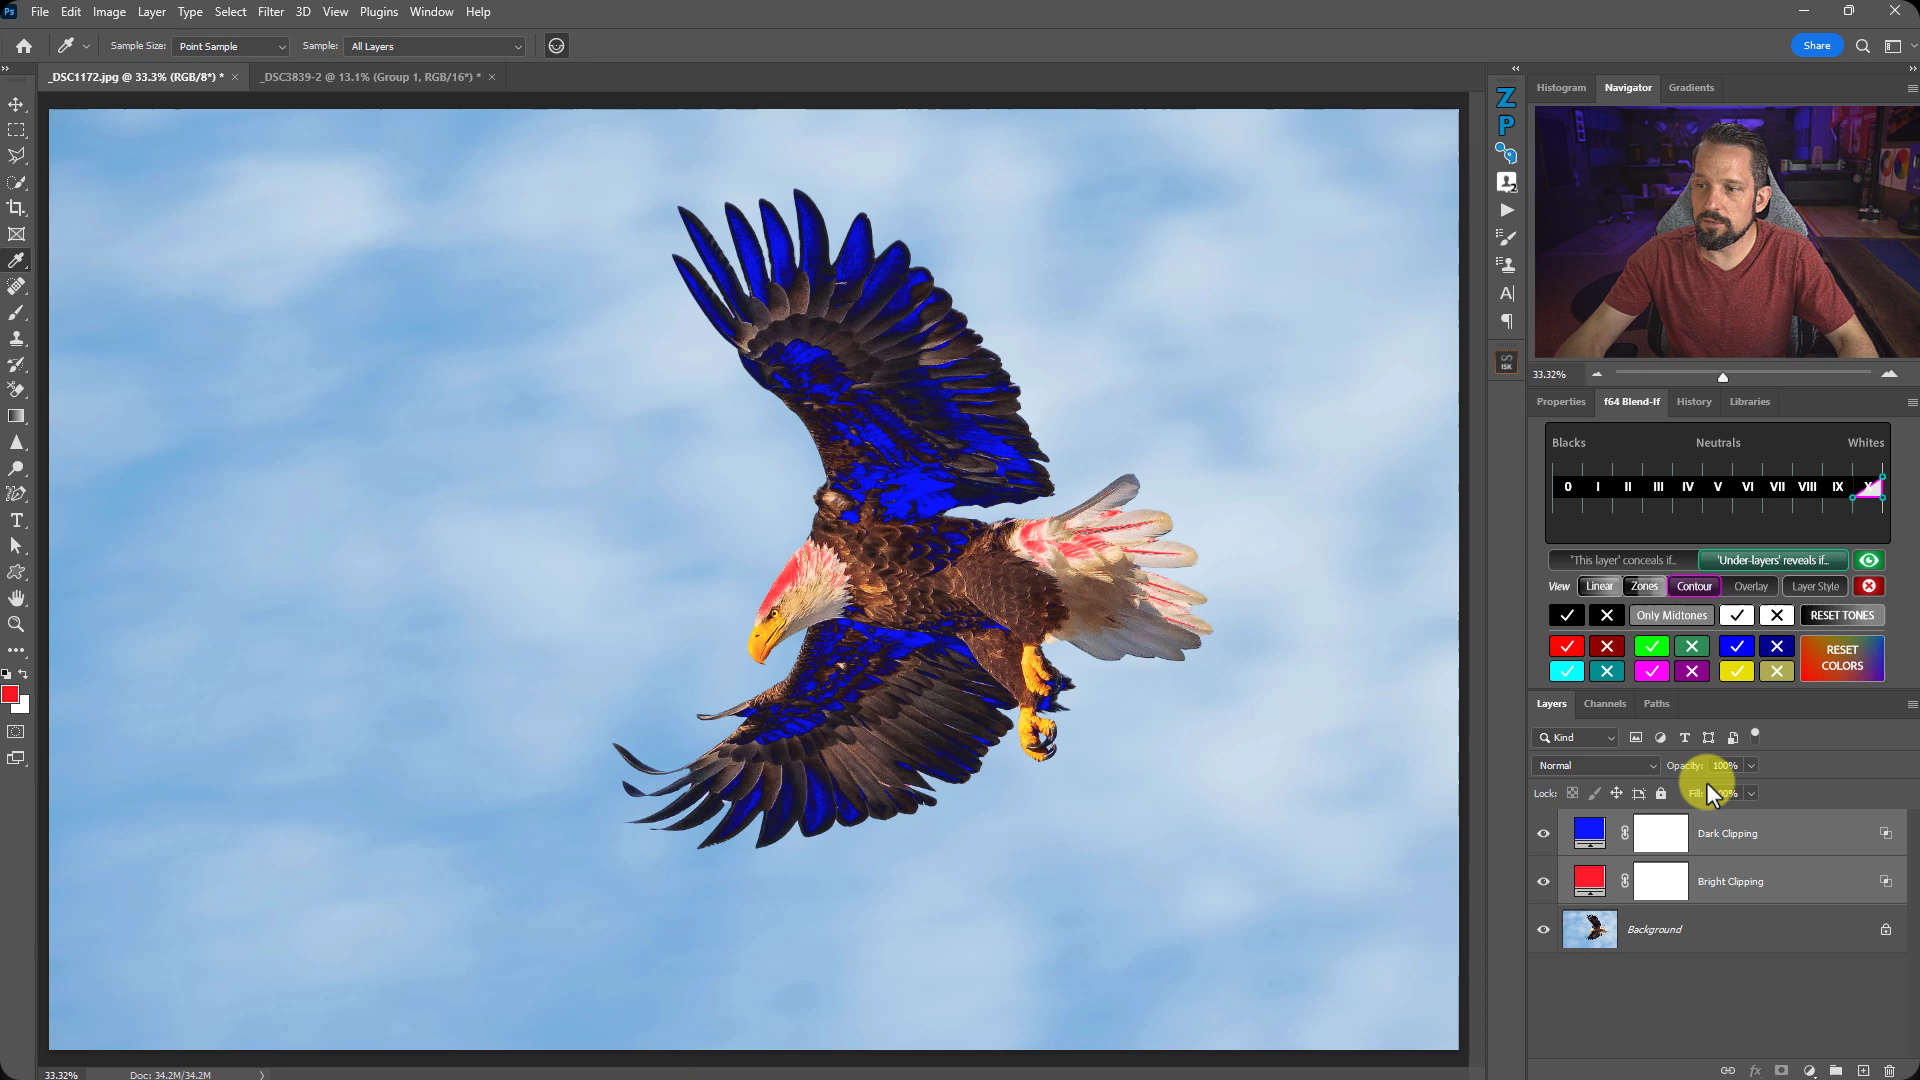 Ps File Edit Image Layer Type Select Filter 3D View Plugins Window Help
Sample Size: Point Sample Sample: All Layers Share
_DSC1172.jpg @ 33.3% (RGB/8*) * × _DSC3839-2 @ 13.1% (Group 1, RGB/16*) * ×
Histogram Navigator Gradients
Z
P
2
A|
SISK
33.32%
Properties f64 Blend-If History Libraries
Blacks Neutrals Whites
0 I II III IV V VI VII VIII IX X
'This layer' conceals if... 'Under-layers' reveals if...
View Linear Zones Contour Overlay Layer Style
Only Midtones RESET TONES
RESET
COLORS
Layers Channels Paths
Kind
Normal Opacity: 100%
Lock: Fill:
Dark Clipping
Bright Clipping
Background
33.32% Doc: 34.2M/34.2M
fx